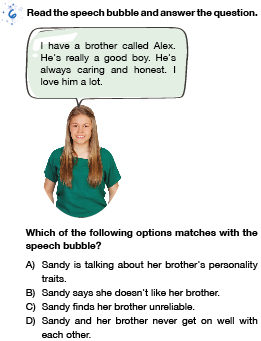 6 Read the speech bubble and answer the question.
I have a brother called Alex.
He's really a good boy. He's
always caring and honest. I
love him a lot.
Which of the following options matches with the
speech bubble?
A) Sandy is talking about her brother's personality
traits.
B) Sandy says she doesn't like her brother.
C) Sandy finds her brother unreliable.
D) Sandy and her brother never get on well with
each other.